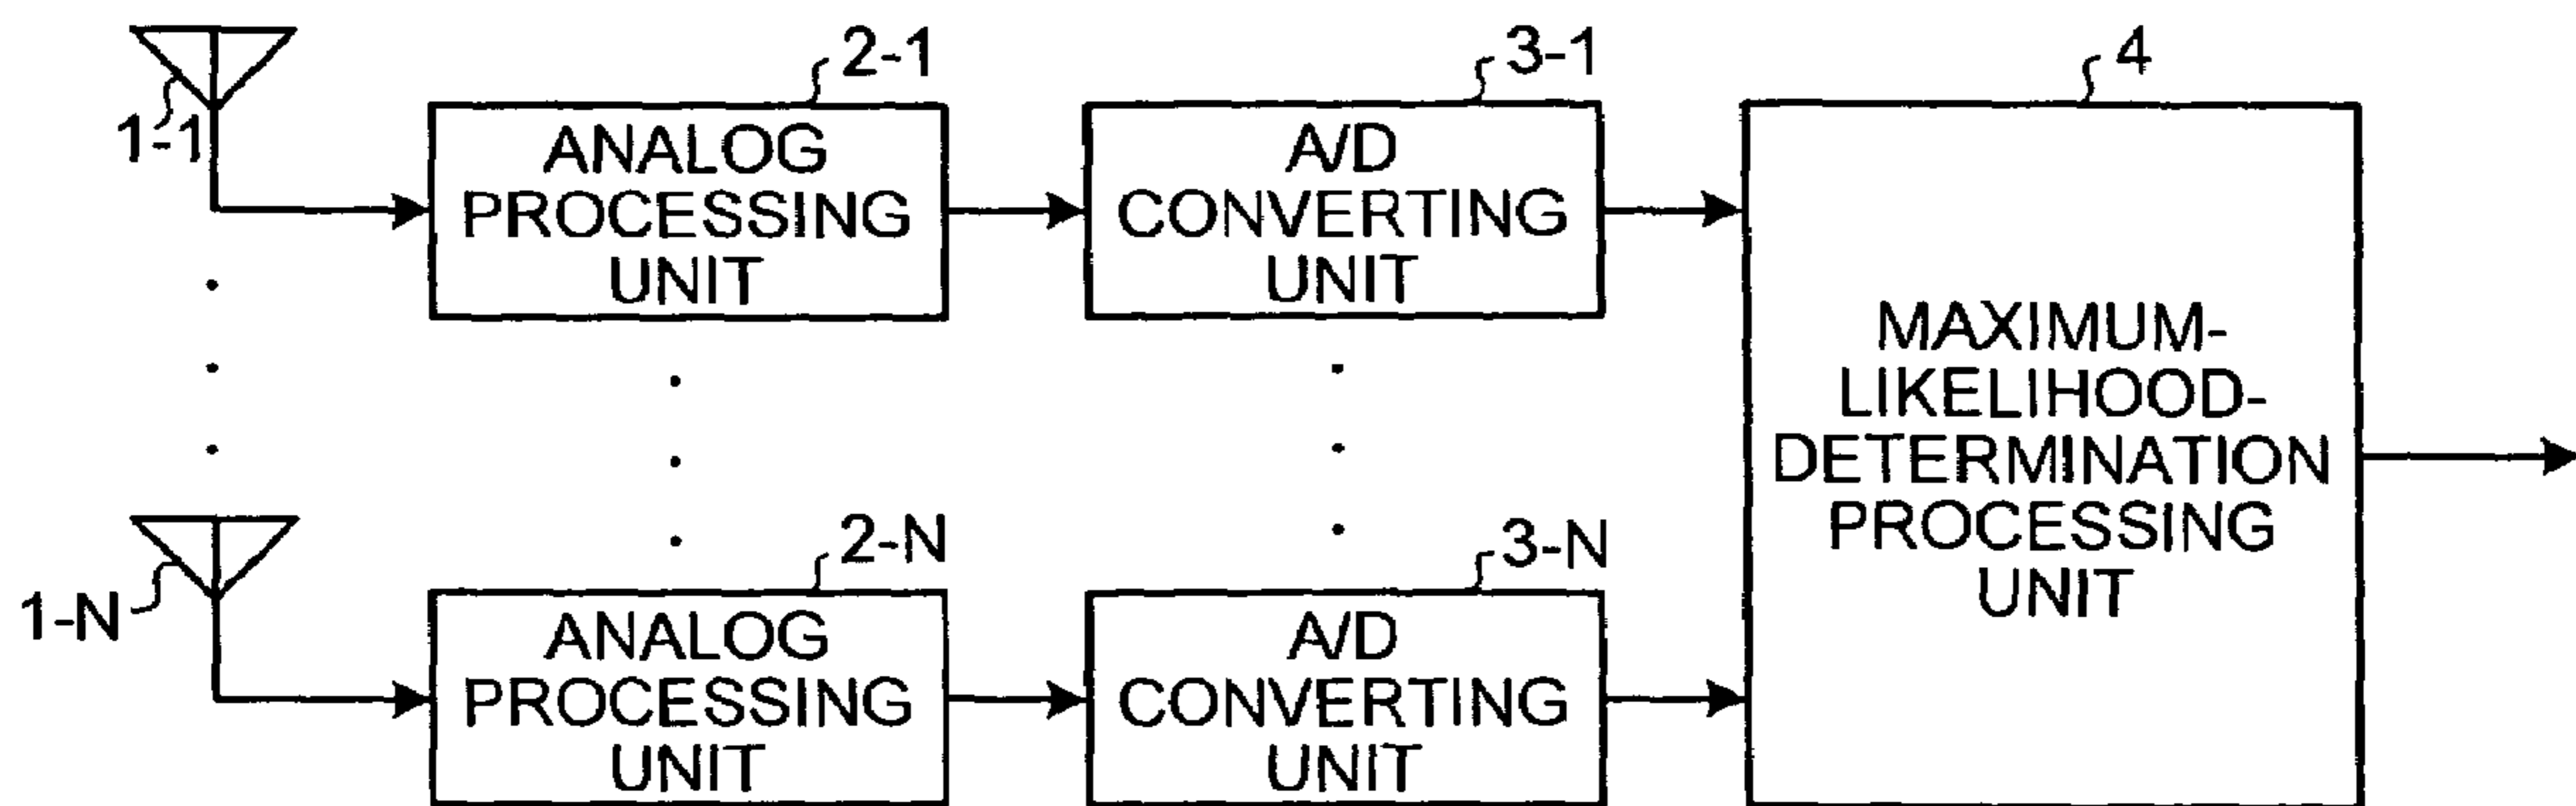 2-1
3-1
4
1-1
ANALOG
PROCESSING
UNIT
A/D
CONVERTING
UNIT
MAXIMUM-
LIKELIHOOD-
DETERMINATION
PROCESSING
UNIT
2-N
3-N
1-N
ANALOG
PROCESSING
UNIT
A/D
CONVERTING
UNIT